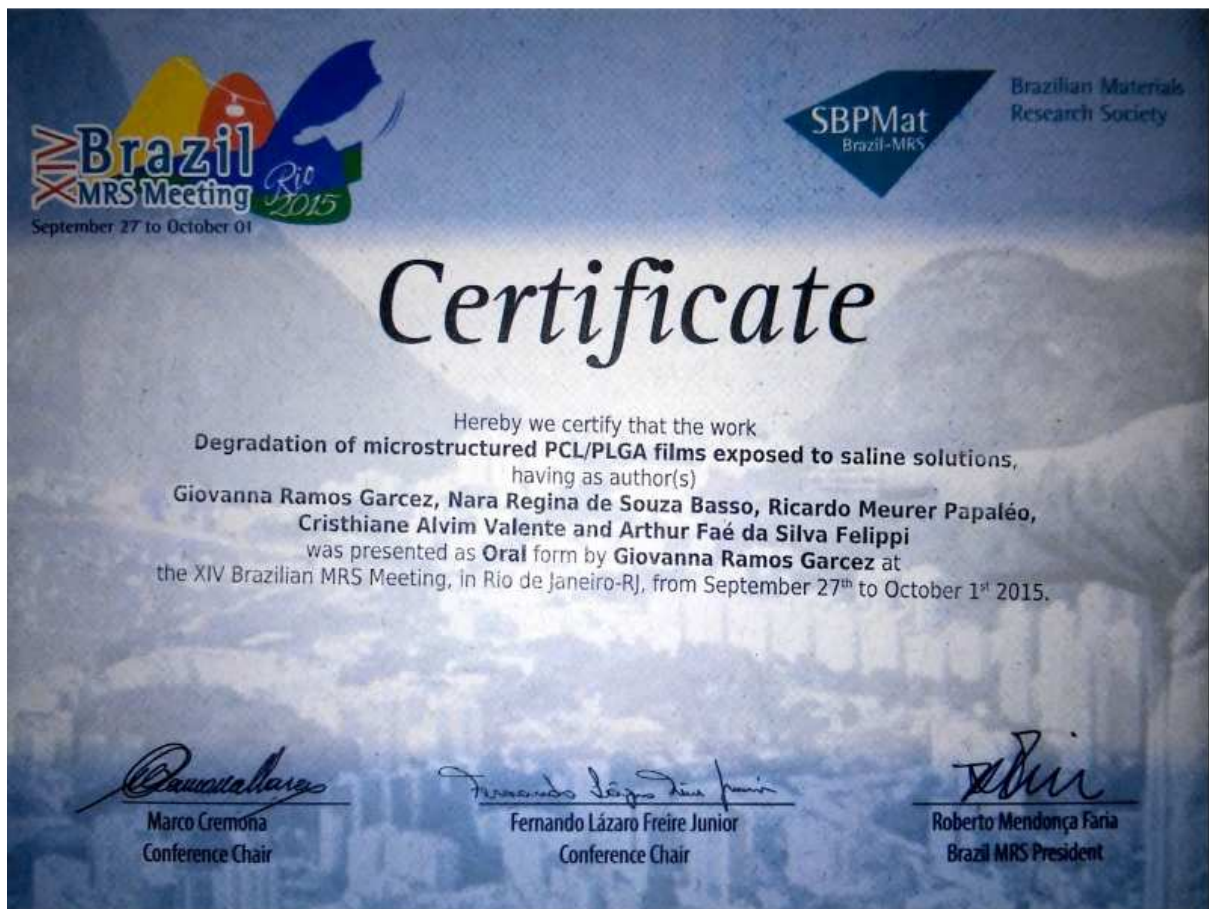 XIV
Brazil
MRS Meeting
Rio
2015
September 27 to October 01
SBPMat
Brazil-MRS
Brazilian Materials
Research Society
Certificate
Hereby we certify that the work
Degradation of microstructured PCL/PLGA films exposed to saline solutions,
having as author(s)
Giovanna Ramos Garcez, Nara Regina de Souza Basso, Ricardo Meurer Papaléo,
Cristhiane Alvim Valente and Arthur Faé da Silva Felippi
was presented as Oral form by Giovanna Ramos Garcez at
the XIV Brazilian MRS Meeting, in Rio de Janeiro-RJ, from September 27th to October 1st 2015.
Marco Cremona
Conference Chair
Fernando Lázaro Freire Junior
Conference Chair
Roberto Mendonça Faria
Brazil MRS President